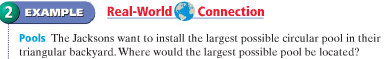 2 EXAMPLE Real-World Connection
Pools The Jacksons want to install the largest possible circular pool in their
triangular backyard. Where would the largest possible pool be located?